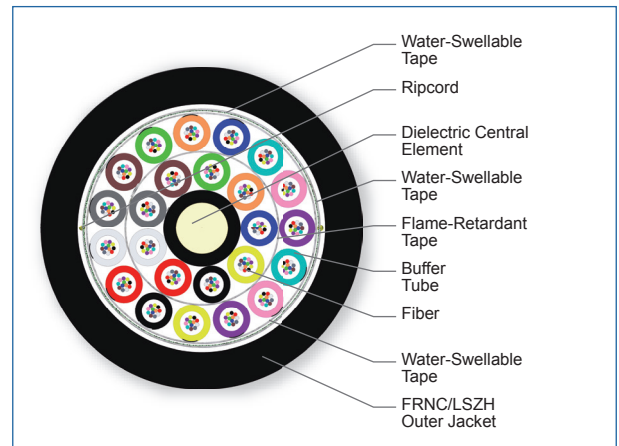 Water-Swellable
Tape
Ripcord
Dielectric Central
Element
Water-Swellable
Tape
Flame-Retardant
Tape
Buffer
Tube
Fiber
Water-Swellable
Tape
FRNC/LSZH
Outer Jacket